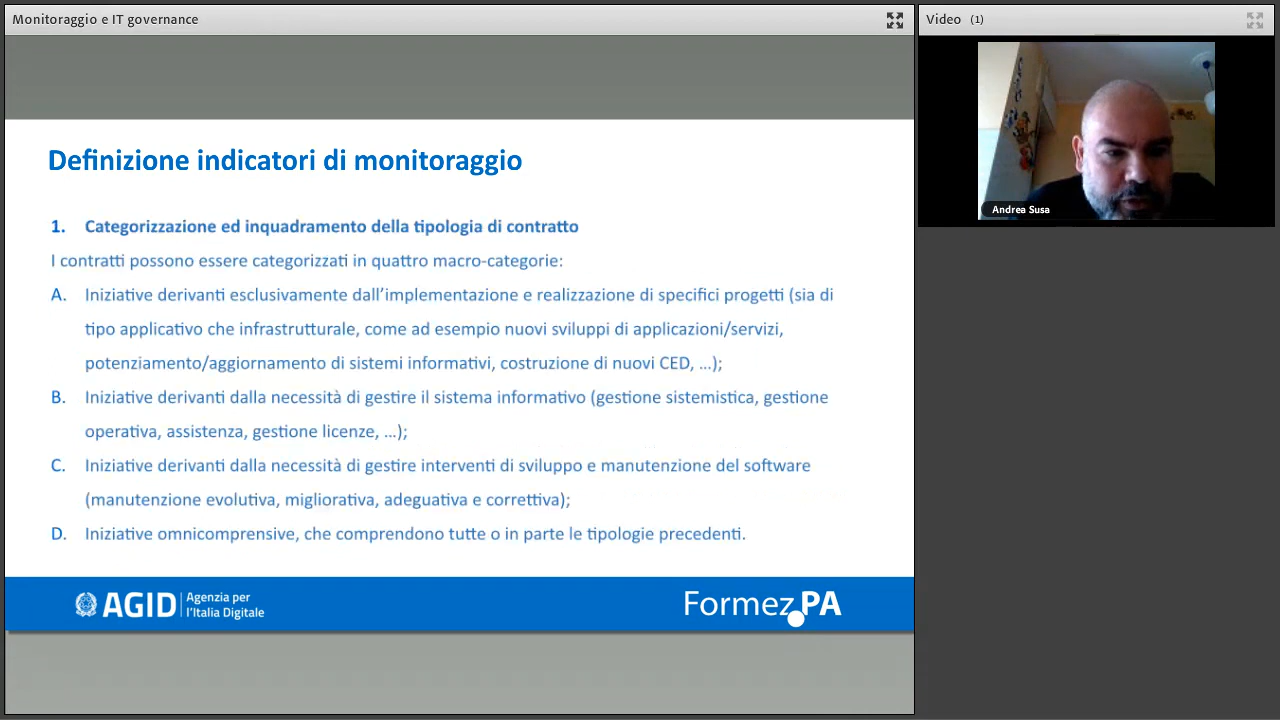 Monitoraggio e IT governance
Video (1)
Andrea Susa
Definizione indicatori di monitoraggio
1. Categorizzazione ed inquadramento della tipologia di contratto
I contratti possono essere categorizzati in quattro macro-categorie:
A. Iniziative derivanti esclusivamente dall’implementazione e realizzazione di specifici progetti (sia di
tipo applicativo che infrastrutturale, come ad esempio nuovi sviluppi di applicazioni/servizi,
potenziamento/aggiornamento di sistemi informativi, costruzione di nuovi CED, …);
B. Iniziative derivanti dalla necessità di gestire il sistema informativo (gestione sistemistica, gestione
operativa, assistenza, gestione licenze, …);
C. Iniziative derivanti dalla necessità di gestire interventi di sviluppo e manutenzione del software
(manutenzione evolutiva, migliorativa, adeguativa e correttiva);
D. Iniziative omnicomprensive, che comprendono tutte o in parte le tipologie precedenti.
AGID Agenzia per
l’Italia Digitale
Formez PA